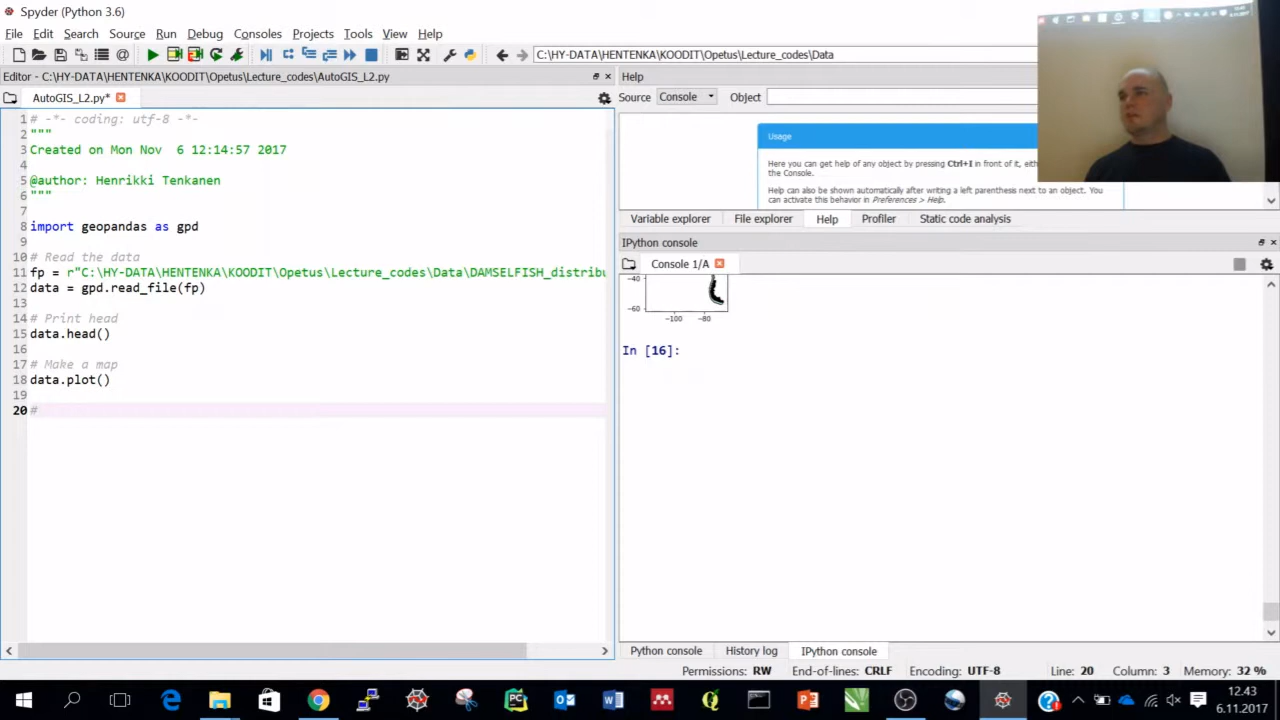 Spyder (Python 3.6)
File Edit Search Source Run Debug Consoles Projects Tools View Help
C:\HY-DATA\HENTENKA\KOODIT\Opetus\Lecture_codes\Data
Editor - C:\HY-DATA\HENTENKA\KOODIT\Opetus\Lecture_codes\AutoGIS_L2.py
Help
AutoGIS_L2.py*
Source Console Object
1 # -*- coding: utf-8 -*-
2 """
3 Created on Mon Nov  6 12:14:57 2017
4
5 @author: Henrikki Tenkanen
6 """
7
8 import geopandas as gpd
9
10 # Read the data
11 fp = r"C:\HY-DATA\HENTENKA\KOODIT\Opetus\Lecture_codes\Data\DAMSELFISH_distribu
12 data = gpd.read_file(fp)
13
14 # Print head
15 data.head()
16
17 # Make a map
18 data.plot()
19
20 #
Usage
Here you can get help of any object by pressing Ctrl+I in front of it, eith
the Console.
Help can also be shown automatically after writing a left parenthesis next to an object. You
can activate this behavior in Preferences > Help.
Variable explorer File explorer Help Profiler Static code analysis
IPython console
Console 1/A
-40
-60
-100 -80
In [16]:
Python console History log IPython console
Permissions: RW End-of-lines: CRLF Encoding: UTF-8 Line: 20 Column: 3 Memory: 32 %
12.43
6.11.2017